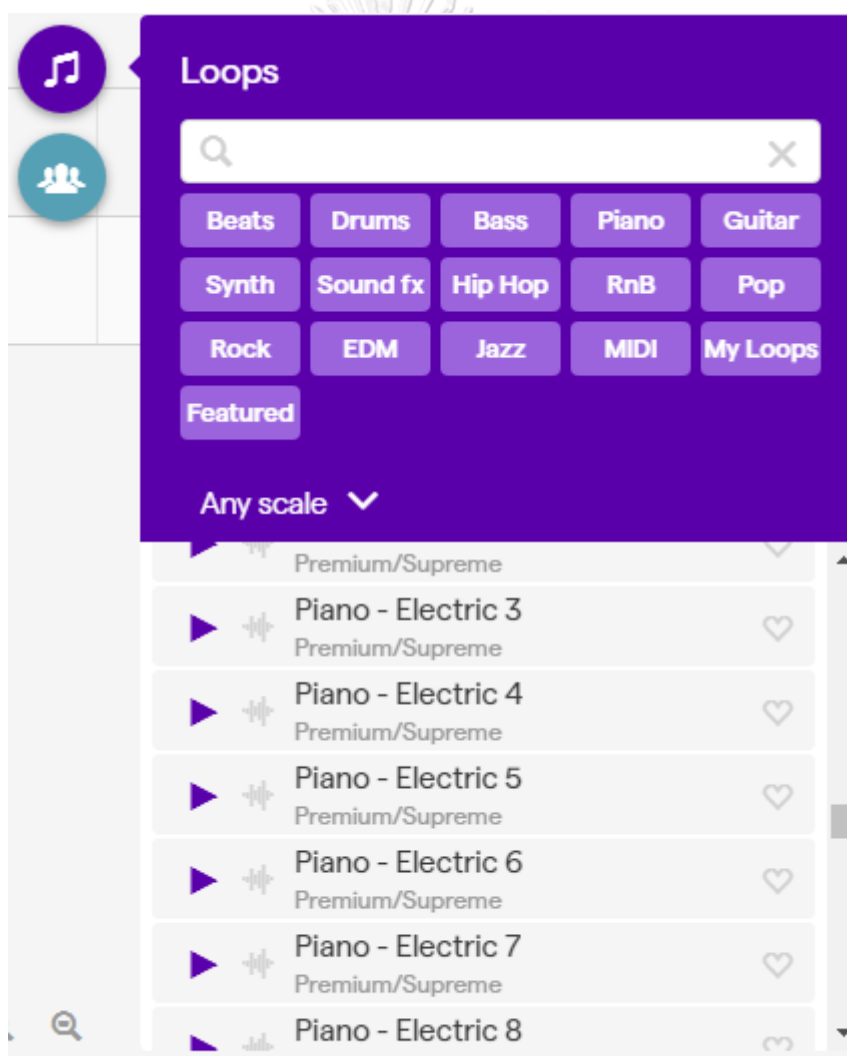 Loops
Beats Drums Bass Piano Guitar
Synth Sound fx Hip Hop RnB Pop
Rock EDM Jazz MIDI My Loops
Featured
Any scale
Premium/Supreme
Piano - Electric 3
Premium/Supreme
Piano - Electric 4
Premium/Supreme
Piano - Electric 5
Premium/Supreme
Piano - Electric 6
Premium/Supreme
Piano - Electric 7
Premium/Supreme
Piano - Electric 8